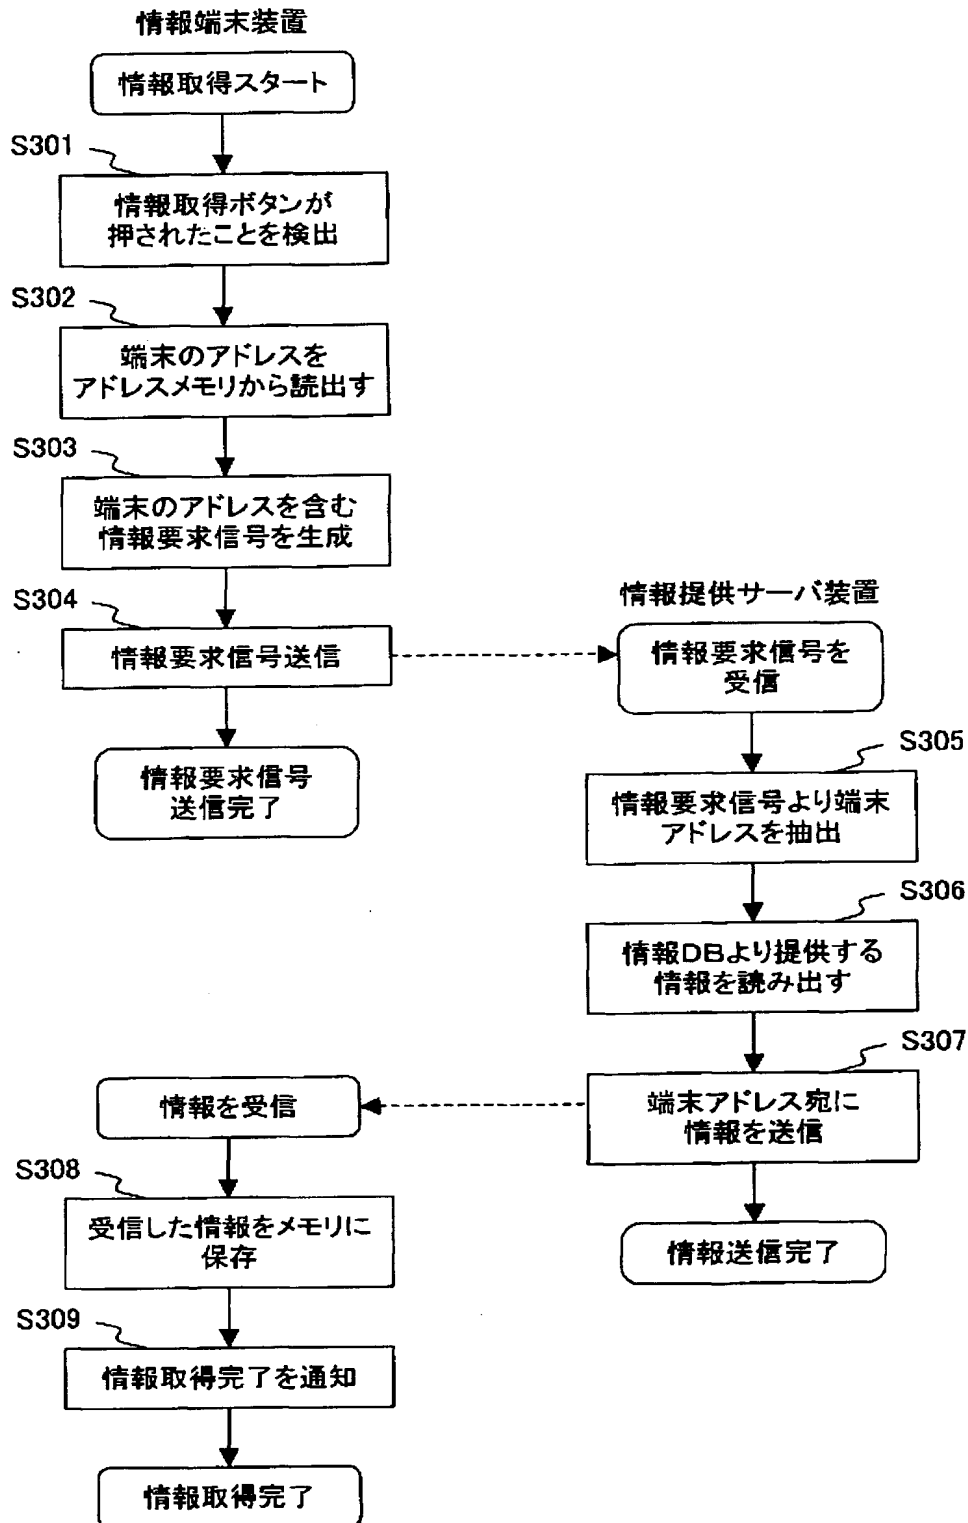 情報端末装置
情報取得スタート
S301
情報取得ボタンが
押されたことを検出
S302
端末のアドレスを
アドレスメモリから読出す
S303
端末のアドレスを含む
情報要求信号を生成
S304
情報要求信号送信
情報要求信号
送信完了
情報提供サーバ装置
情報要求信号を
受信
S305
情報要求信号より端末
アドレスを抽出
S306
情報DBより提供する
情報を読み出す
S307
端末アドレス宛に
情報を送信
情報送信完了
情報を受信
S308
受信した情報をメモリに
保存
S309
情報取得完了を通知
情報取得完了